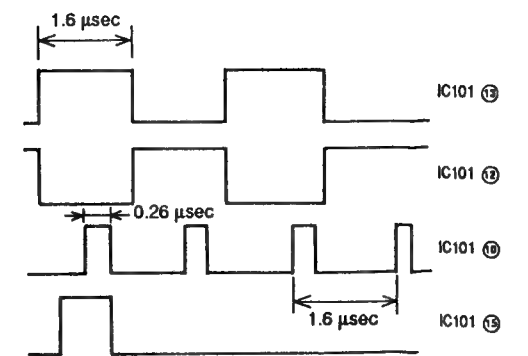 1.6 μsec
IC101 ⑬
IC101 ⑫
0.26 μsec
IC101 ⑩
1.6 μsec
IC101 ⑮